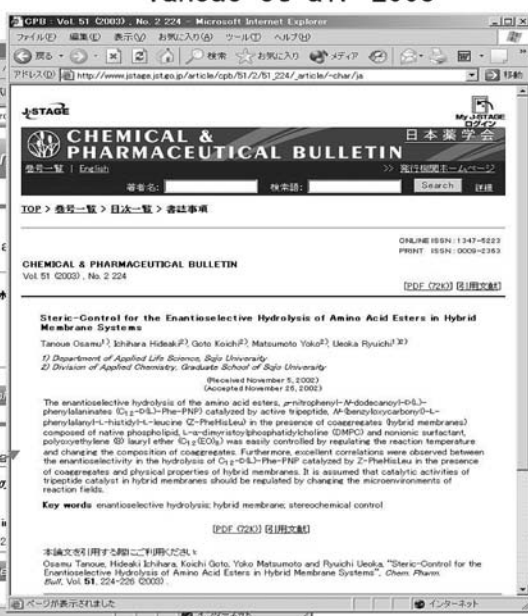 CPB : Vol. 51 (2003) , No. 2 224 - Microsoft Internet Explorer
ファイル(F) 編集(E) 表示(V) お気に入り(A) ツール(T) ヘルプ(H)
戻る 検索 お気に入り メディア
アドレス(D) http://www.jstage.jst.go.jp/article/cpb/51/2/51_224/_article/-char/ja 移動
J-STAGE
My J-STAGE
ログイン
CHEMICAL & 日本薬学会
PHARMACEUTICAL BULLETIN
巻号一覧 | English >> 発行機関ホームページ
著者名: 検索語: Search 詳細
TOP > 巻号一覧 > 目次一覧 > 書誌事項
ONLINE ISSN : 1347-5223
PRINT ISSN : 0009-2363
CHEMICAL & PHARMACEUTICAL BULLETIN
Vol. 51 (2003) , No. 2 224
[PDF (72K)] [引用文献]
Steric-Control for the Enantioselective Hydrolysis of Amino Acid Esters in Hybrid
Membrane Systems
Tanoue Osamu1), Ichihara Hideaki2), Goto Koichi2), Matsumoto Yoko2), Ueoka Ryuichi1)2)
1) Department of Applied Life Science, Sojo University
2) Division of Applied Chemistry, Graduate School of Sojo University
(Received November 5, 2002)
(Accepted November 26, 2002)
The enantioselective hydrolysis of the amino acid esters, p-nitrophenyl-N-dodecanoyl-D(L)-
phenylalaninates (C12-D(L)-Phe-PNP) catalyzed by active tripeptide, N-(benzyloxycarbonyl)-L-
phenylalanyl-L-histidyl-L-leucine (Z-PheHisLeu) in the presence of coaggregates (hybrid membranes)
composed of native phospholipid, L-α-dimyristoylphosphatidylcholine (DMPC) and nonionic surfactant,
polyoxyethylene (8) lauryl ether (C12(EO)8) was easily controlled by regulating the reaction temperature
and changing the composition of coaggregates. Furthermore, excellent correlations were observed between
the enantioselectivity in the hydrolysis of C12-D(L)-Phe-PNP catalyzed by Z-PheHisLeu in the presence
of coaggregates and physical properties of hybrid membranes. It is assumed that catalytic activities of
tripeptide catalyst in hybrid membranes should be regulated by changing the microenvironments of
reaction fields.
Key words enantioselective hydrolysis; hybrid membrane; stereochemical control
[PDF (72K)] [引用文献]
本論文を引用する際にご利用ください:
Osamu Tanoue, Hideaki Ichihara, Koichi Goto, Yoko Matsumoto and Ryuichi Ueoka, "Steric-Control for the
Enantioselective Hydrolysis of Amino Acid Esters in Hybrid Membrane Systems", Chem. Pharm.
Bull., Vol. 51, 224-226 (2003) .
ページが表示されました インターネット